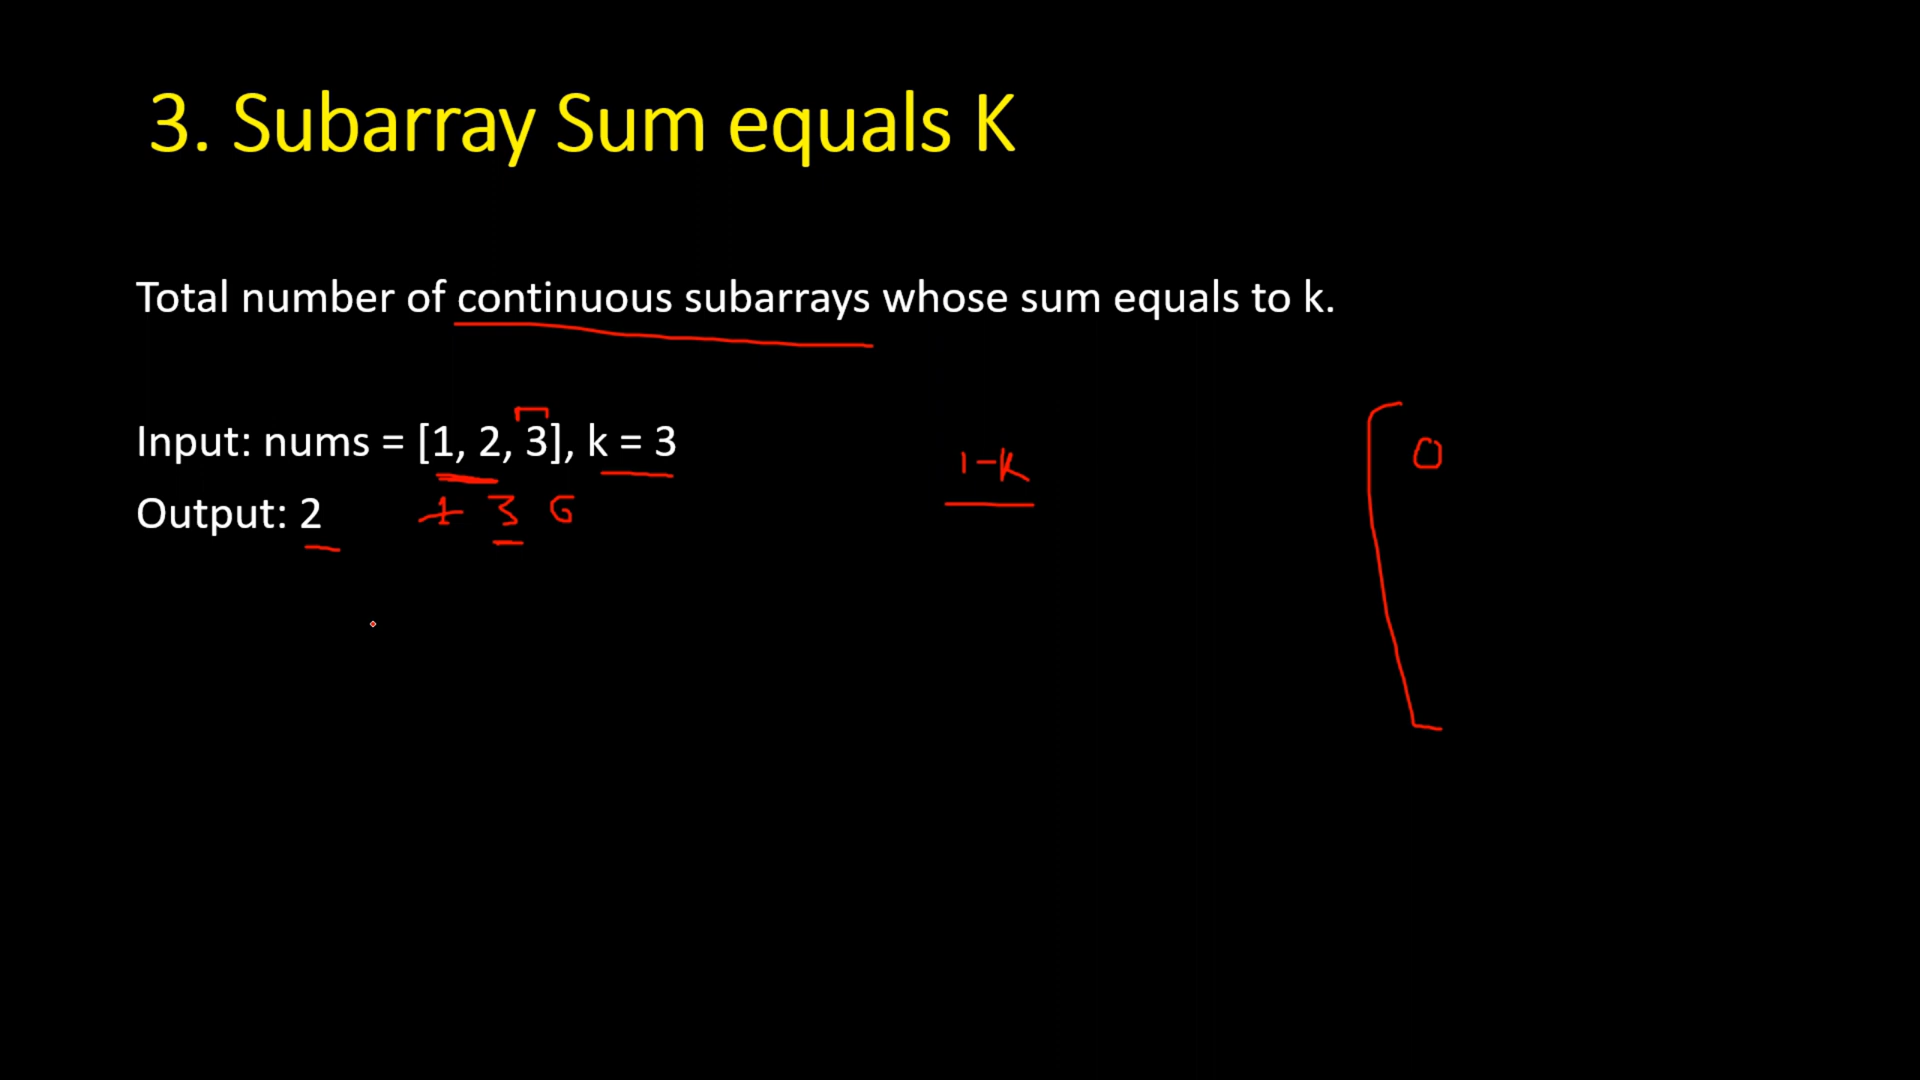 3. Subarray Sum equals K
Total number of continuous subarrays whose sum equals to k.
Input: nums = [1, 2, 3], k = 3
1-K
0
Output: 2
1 3 6